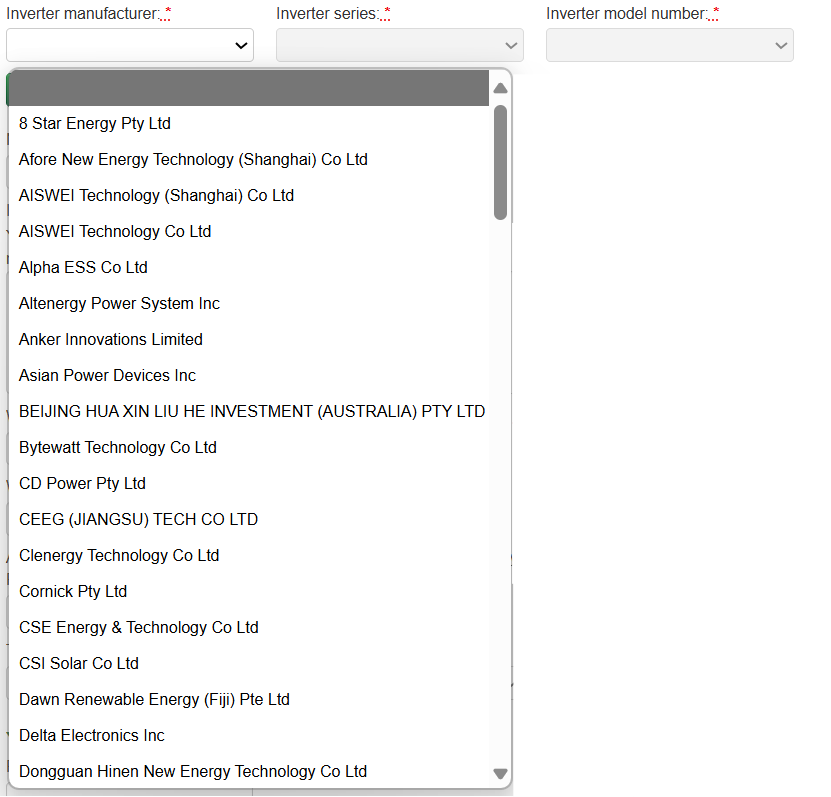 Inverter manufacturer: * Inverter series: * Inverter model number: *
8 Star Energy Pty Ltd
Afore New Energy Technology (Shanghai) Co Ltd
AISWEI Technology (Shanghai) Co Ltd
AISWEI Technology Co Ltd
Alpha ESS Co Ltd
Altenergy Power System Inc
Anker Innovations Limited
Asian Power Devices Inc
BEIJING HUA XIN LIU HE INVESTMENT (AUSTRALIA) PTY LTD
Bytewatt Technology Co Ltd
CD Power Pty Ltd
CEEG (JIANGSU) TECH CO LTD
Clenergy Technology Co Ltd
Cornick Pty Ltd
CSE Energy & Technology Co Ltd
CSI Solar Co Ltd
Dawn Renewable Energy (Fiji) Pte Ltd
Delta Electronics Inc
Dongguan Hinen New Energy Technology Co Ltd